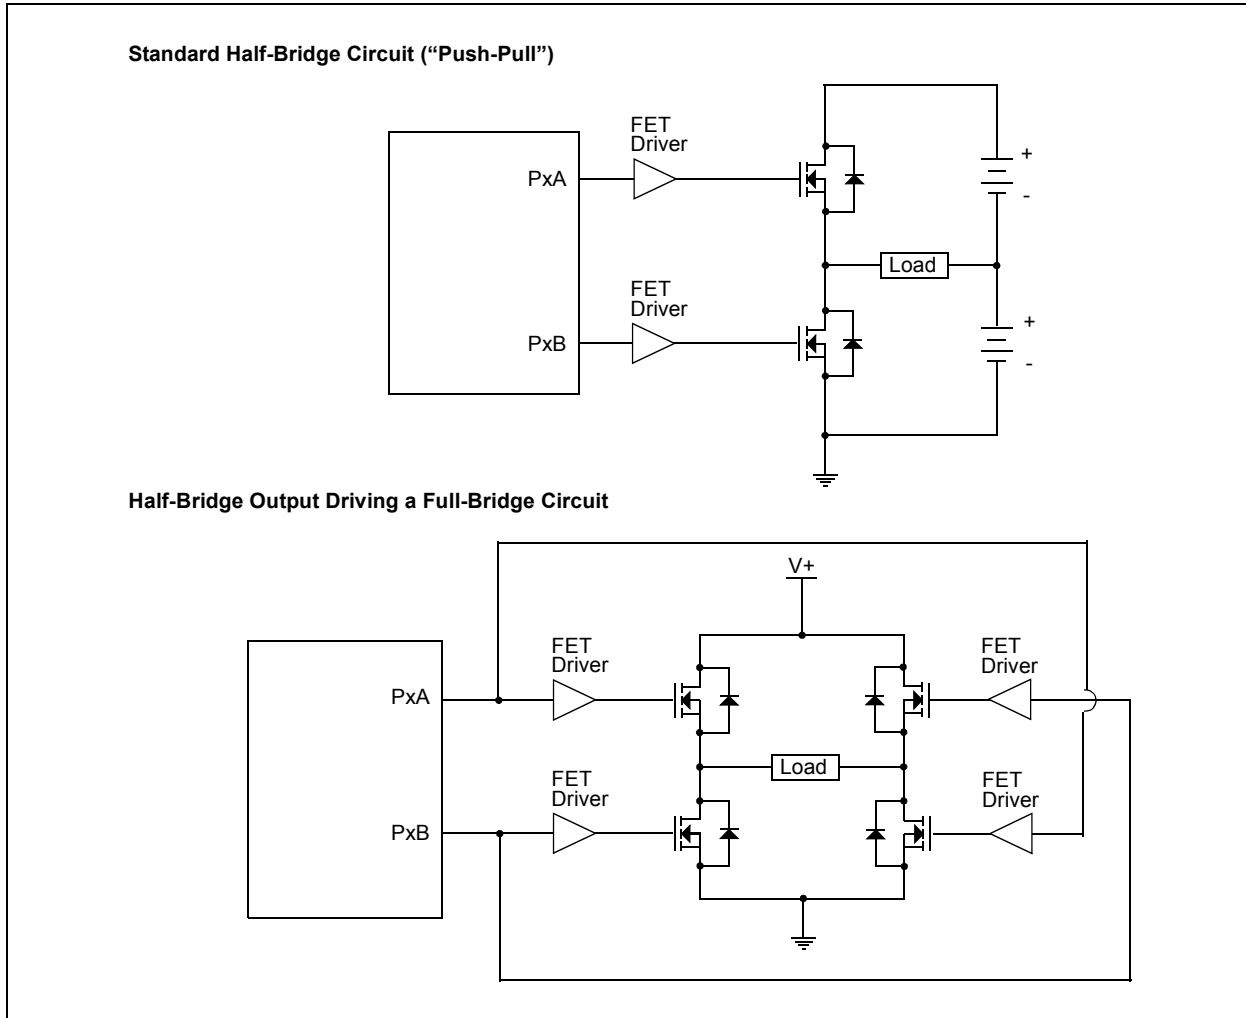 Standard Half-Bridge Circuit (“Push-Pull”)
FET
Driver
PxA
+
-
Load
FET
Driver
PxB
+
-
Half-Bridge Output Driving a Full-Bridge Circuit
V+
FET
Driver
FET
Driver
PxA
Load
FET
Driver
FET
Driver
PxB